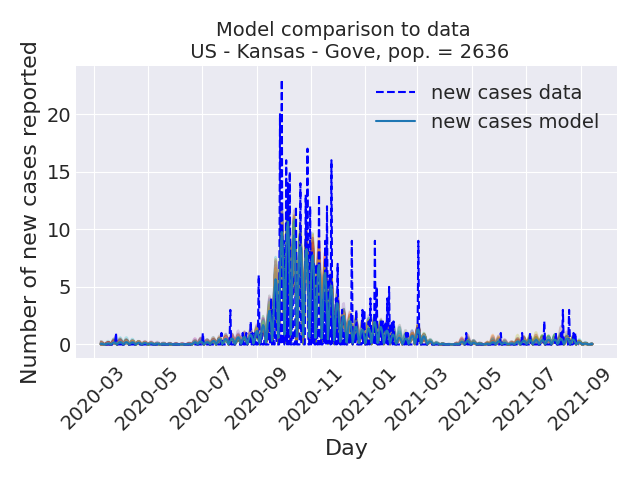 Model comparison to data
US - Kansas - Gove, pop. = 2636
Number of new cases reported
20
15
10
5
0
new cases data
new cases model
2020-03
2020-05
2020-07
2020-09
2020-11
2021-01
2021-03
2021-05
2021-07
2021-09
Day